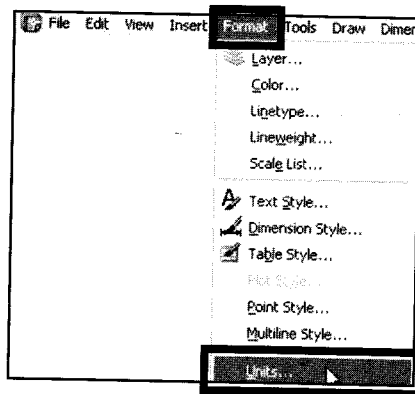 File Edit View Insert Format Tools Draw Dimen
Layer...
Color...
Linetype...
Lineweight...
Scale List...
Text Style...
Dimension Style...
Table Style...
Plot Style...
Point Style...
Multiline Style...
Units...